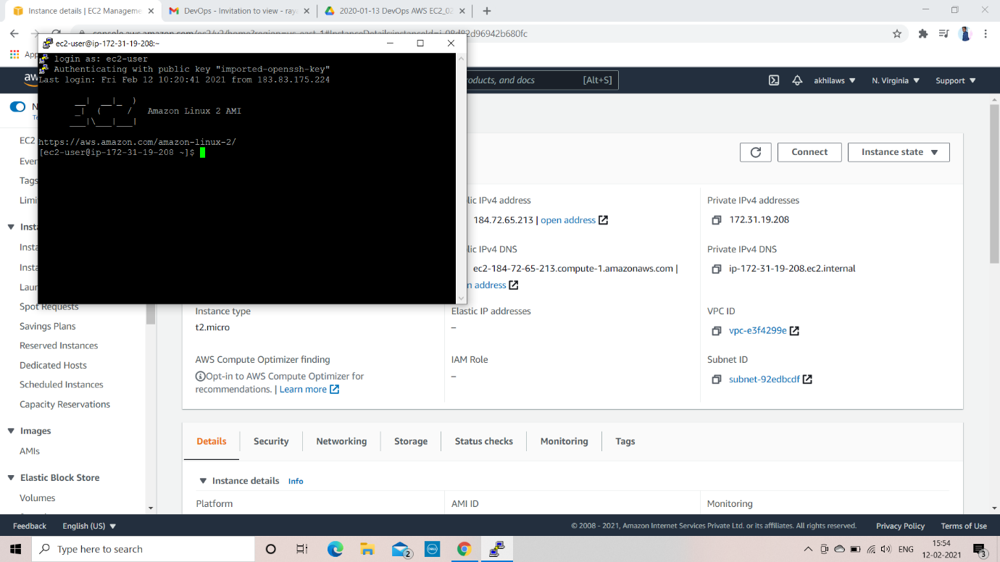 Instance details | EC2 Manageme
DevOps - Invitation to view - ray
2020-01-13 DevOps AWS EC2_02
console.aws.amazon.com/ec2/v2/home?region=us-east-1#InstanceDetails:instanceId=i-08d82d96942b680fc
ec2-user@ip-172-31-19-208:~
login as: ec2-user
Authenticating with public key "imported-openssh-key"
Last login: Fri Feb 12 10:20:41 2021 from 183.83.175.224
Amazon Linux 2 AMI
https://aws.amazon.com/amazon-linux-2/
[ec2-user@ip-172-31-19-208 ~]$
App
aws
oducts, and docs [Alt+S]
akhilaws
N. Virginia
Support
N
Te
EC2
Even
Tags
Limi
Insta
Insta
Insta
Laun
Spot Requests
Savings Plans
Reserved Instances
Dedicated Hosts
Scheduled Instances
Capacity Reservations
Images
AMIs
Elastic Block Store
Volumes
Connect
Instance state
lic IPv4 address
184.72.65.213 | open address
Private IPv4 addresses
172.31.19.208
lic IPv4 DNS
ec2-184-72-65-213.compute-1.amazonaws.com |
n address
Private IPv4 DNS
ip-172-31-19-208.ec2.internal
Instance type
t2.micro
Elastic IP addresses
–
VPC ID
vpc-e3f4299e
AWS Compute Optimizer finding
Opt-in to AWS Compute Optimizer for
recommendations. | Learn more
IAM Role
–
Subnet ID
subnet-92edbcdf
Details
Security
Networking
Storage
Status checks
Monitoring
Tags
Instance details Info
Platform
AMI ID
Monitoring
Feedback
English (US)
© 2008 - 2021, Amazon Internet Services Private Ltd. or its affiliates. All rights reserved.
Privacy Policy
Terms of Use
Type here to search
2
DELL
ENG
15:54
12-02-2021
3